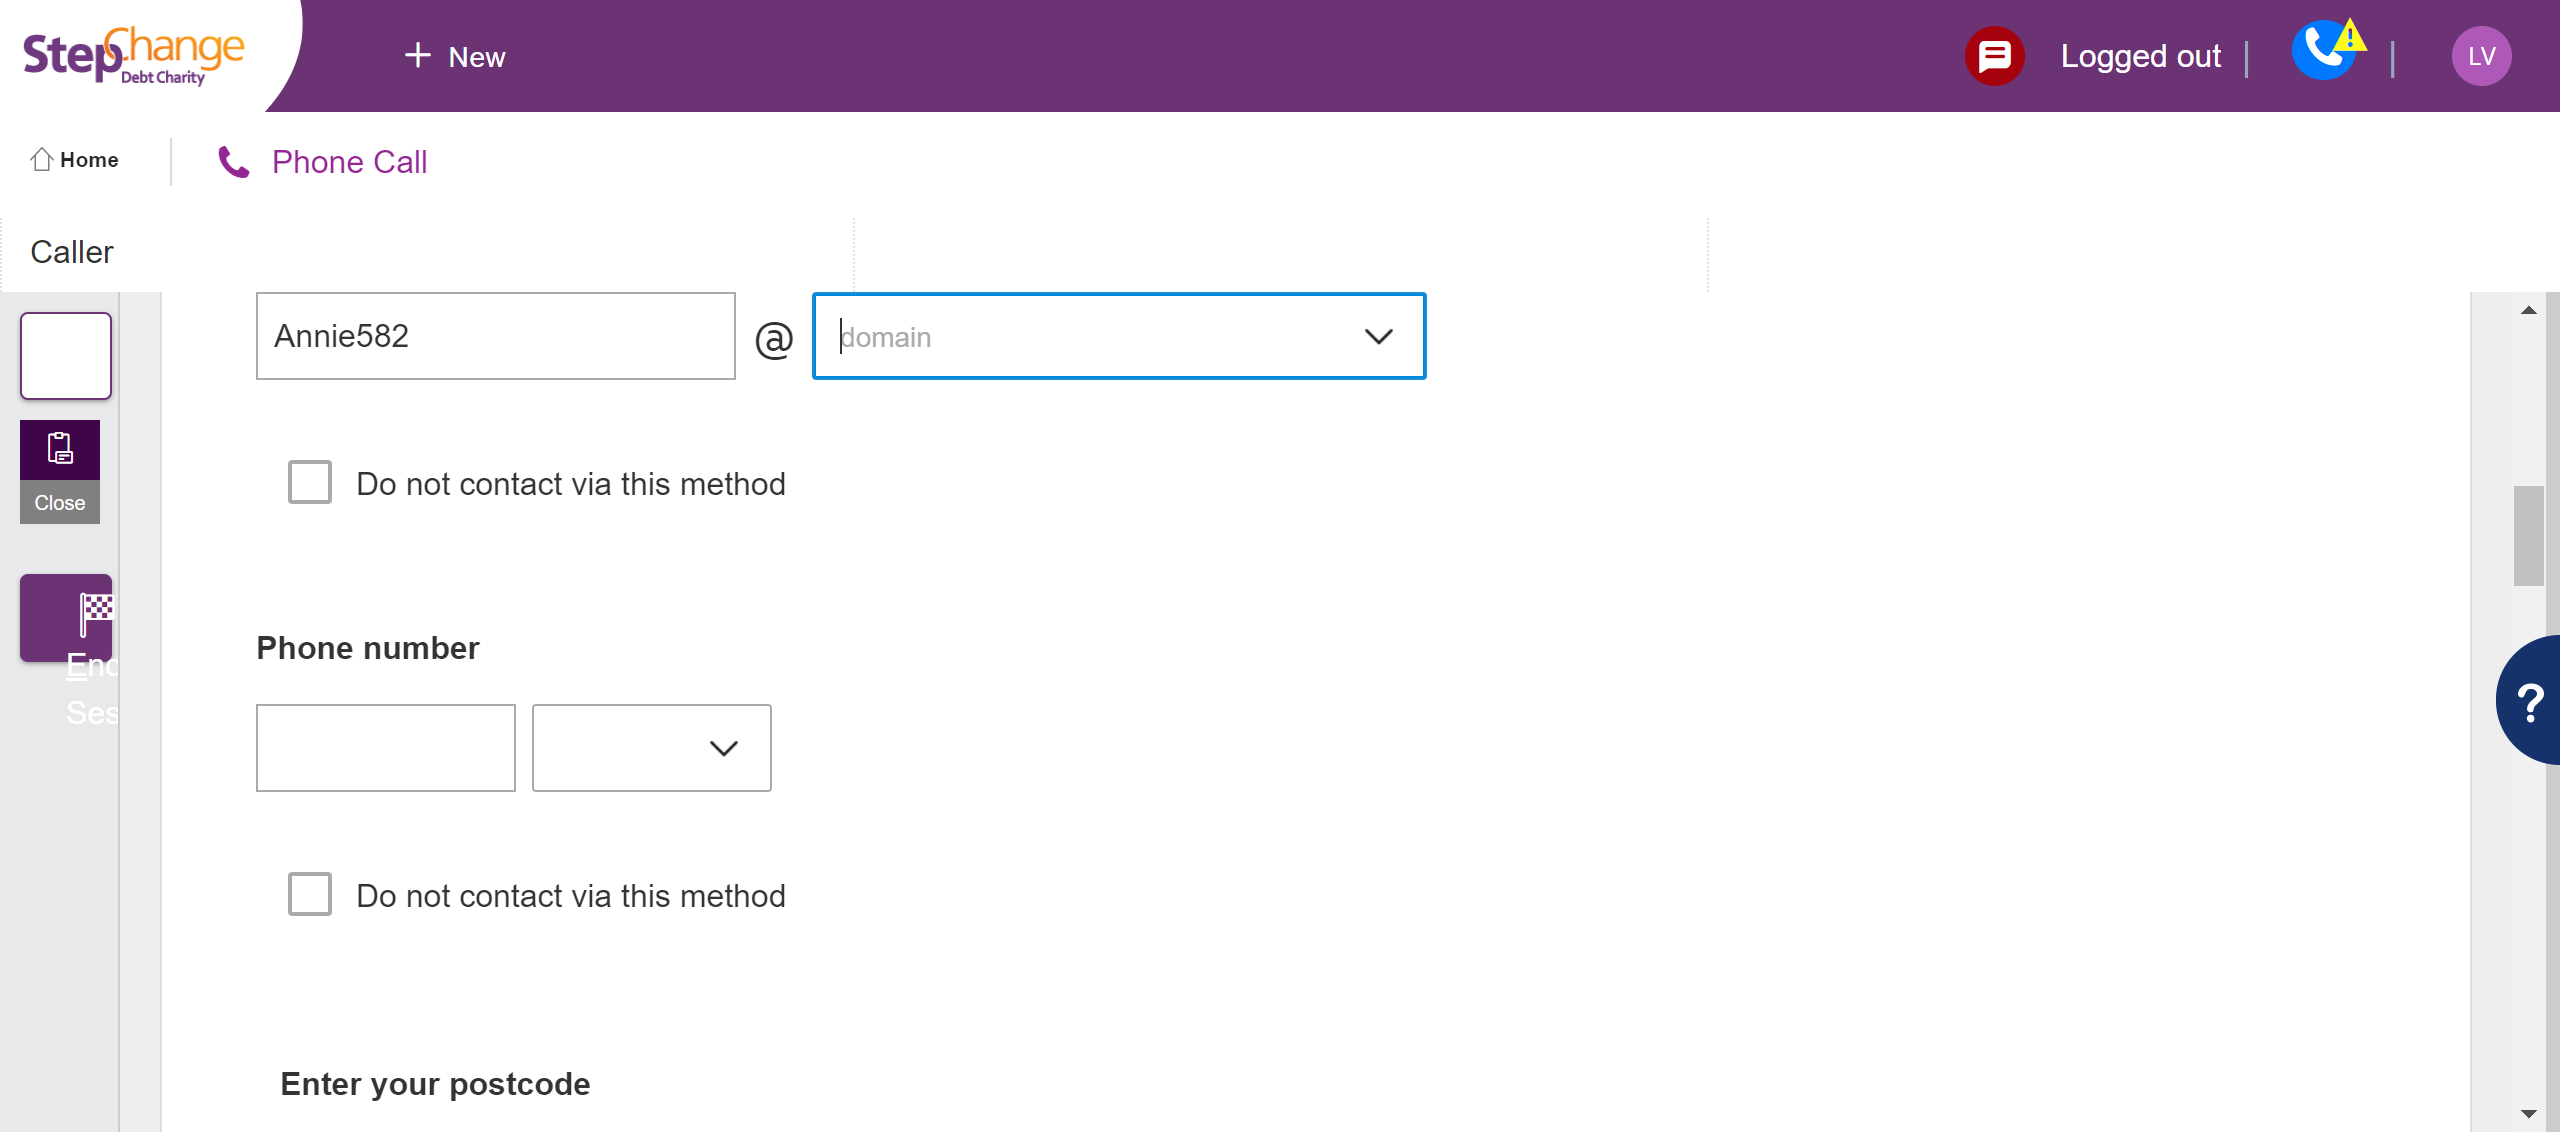 StepChange
Debt Charity
+ New
Logged out
LV
Home
Phone Call
Caller
Annie582
@
domain
Close
Do not contact via this method
End
Ses
Phone number
Do not contact via this method
Enter your postcode
?